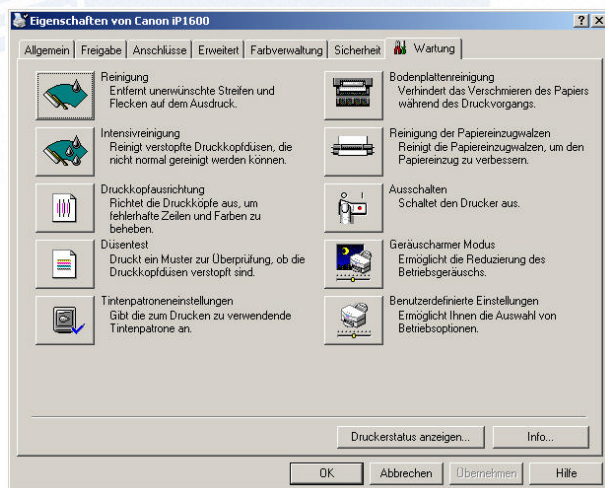 Eigenschaften von Canon iP1600
Allgemein Freigabe Anschlüsse Erweitert Farbverwaltung Sicherheit Wartung
Reinigung
Entfernt unerwünschte Streifen und
Flecken auf dem Ausdruck.
Intensivreinigung
Reinigt verstopfte Druckkopfdüsen, die
nicht normal gereinigt werden können.
Druckkopfausrichtung
Richtet die Druckköpfe aus, um
fehlerhafte Zeilen und Farben zu
beheben.
Düsentest
Druckt ein Muster zur Überprüfung, ob die
Druckkopfdüsen verstopft sind.
Tintenpatroneneinstellungen
Gibt die zum Drucken zu verwendende
Tintenpatrone an.
Bodenplattenreinigung
Verhindert das Verschmieren des Papiers
während des Druckvorgangs.
Reinigung der Papiereinzugwalzen
Reinigt die Papiereinzugwalzen, um den
Papiereinzug zu verbessern.
Ausschalten
Schaltet den Drucker aus.
Geräuscharmer Modus
Ermöglicht die Reduzierung des
Betriebsgeräuschs.
Benutzerdefinierte Einstellungen
Ermöglicht Ihnen die Auswahl von
Betriebsoptionen.
Druckerstatus anzeigen... Info...
OK Abbrechen Übernehmen Hilfe